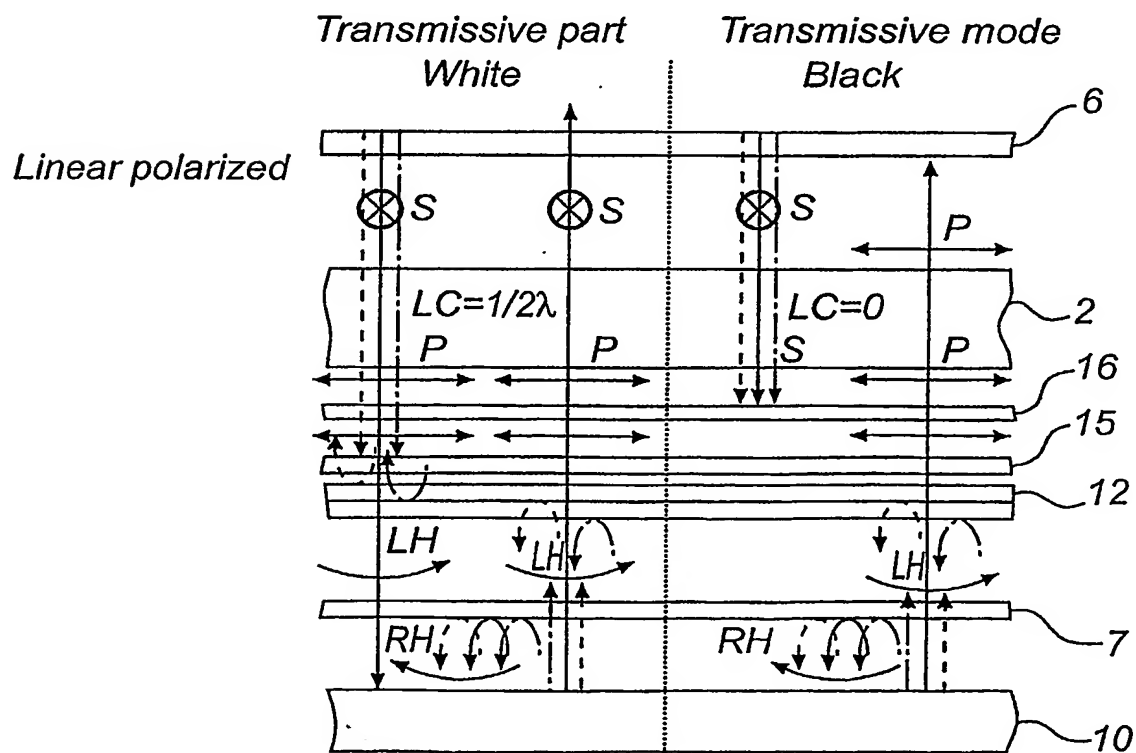 Transmissive part
White
Transmissive mode
Black
6
Linear polarized
S
S
S
P
LC=1/2λ
LC=0
2
P
P
S
P
16
15
12
LH
LH
LH
7
RH
RH
10